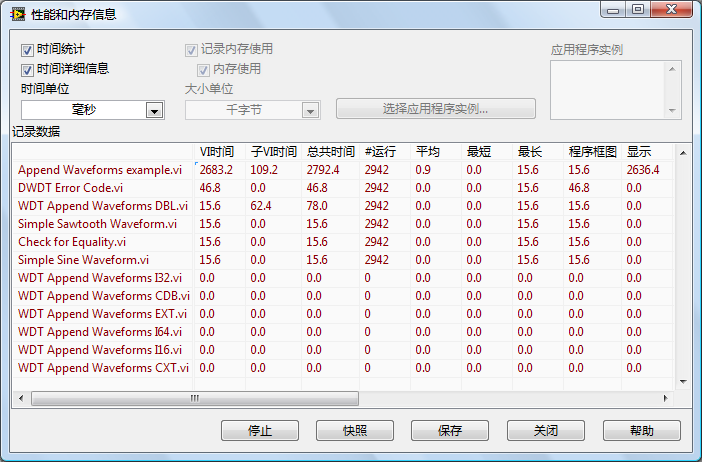 性能和内存信息
时间统计 记录内存使用 应用程序实例
时间详细信息 内存使用
时间单位 大小单位
毫秒 千字节 选择应用程序实例...
记录数据
VI时间 子VI时间 总共时间 #运行 平均 最短 最长 程序框图 显示
Append Waveforms example.vi 2683.2 109.2 2792.4 2942 0.9 0.0 15.6 15.6 2636.4
DWDT Error Code.vi 46.8 0.0 46.8 2942 0.0 0.0 15.6 46.8 0.0
WDT Append Waveforms DBL.vi 15.6 62.4 78.0 2942 0.0 0.0 15.6 15.6 0.0
Simple Sawtooth Waveform.vi 15.6 0.0 15.6 2942 0.0 0.0 15.6 15.6 0.0
Check for Equality.vi 15.6 0.0 15.6 2942 0.0 0.0 15.6 15.6 0.0
Simple Sine Waveform.vi 15.6 0.0 15.6 2942 0.0 0.0 15.6 15.6 0.0
WDT Append Waveforms I32.vi 0.0 0.0 0.0 0 0.0 0.0 0.0 0.0 0.0
WDT Append Waveforms CDB.vi 0.0 0.0 0.0 0 0.0 0.0 0.0 0.0 0.0
WDT Append Waveforms EXT.vi 0.0 0.0 0.0 0 0.0 0.0 0.0 0.0 0.0
WDT Append Waveforms I64.vi 0.0 0.0 0.0 0 0.0 0.0 0.0 0.0 0.0
WDT Append Waveforms I16.vi 0.0 0.0 0.0 0 0.0 0.0 0.0 0.0 0.0
WDT Append Waveforms CXT.vi 0.0 0.0 0.0 0 0.0 0.0 0.0 0.0 0.0
停止 快照 保存 关闭 帮助